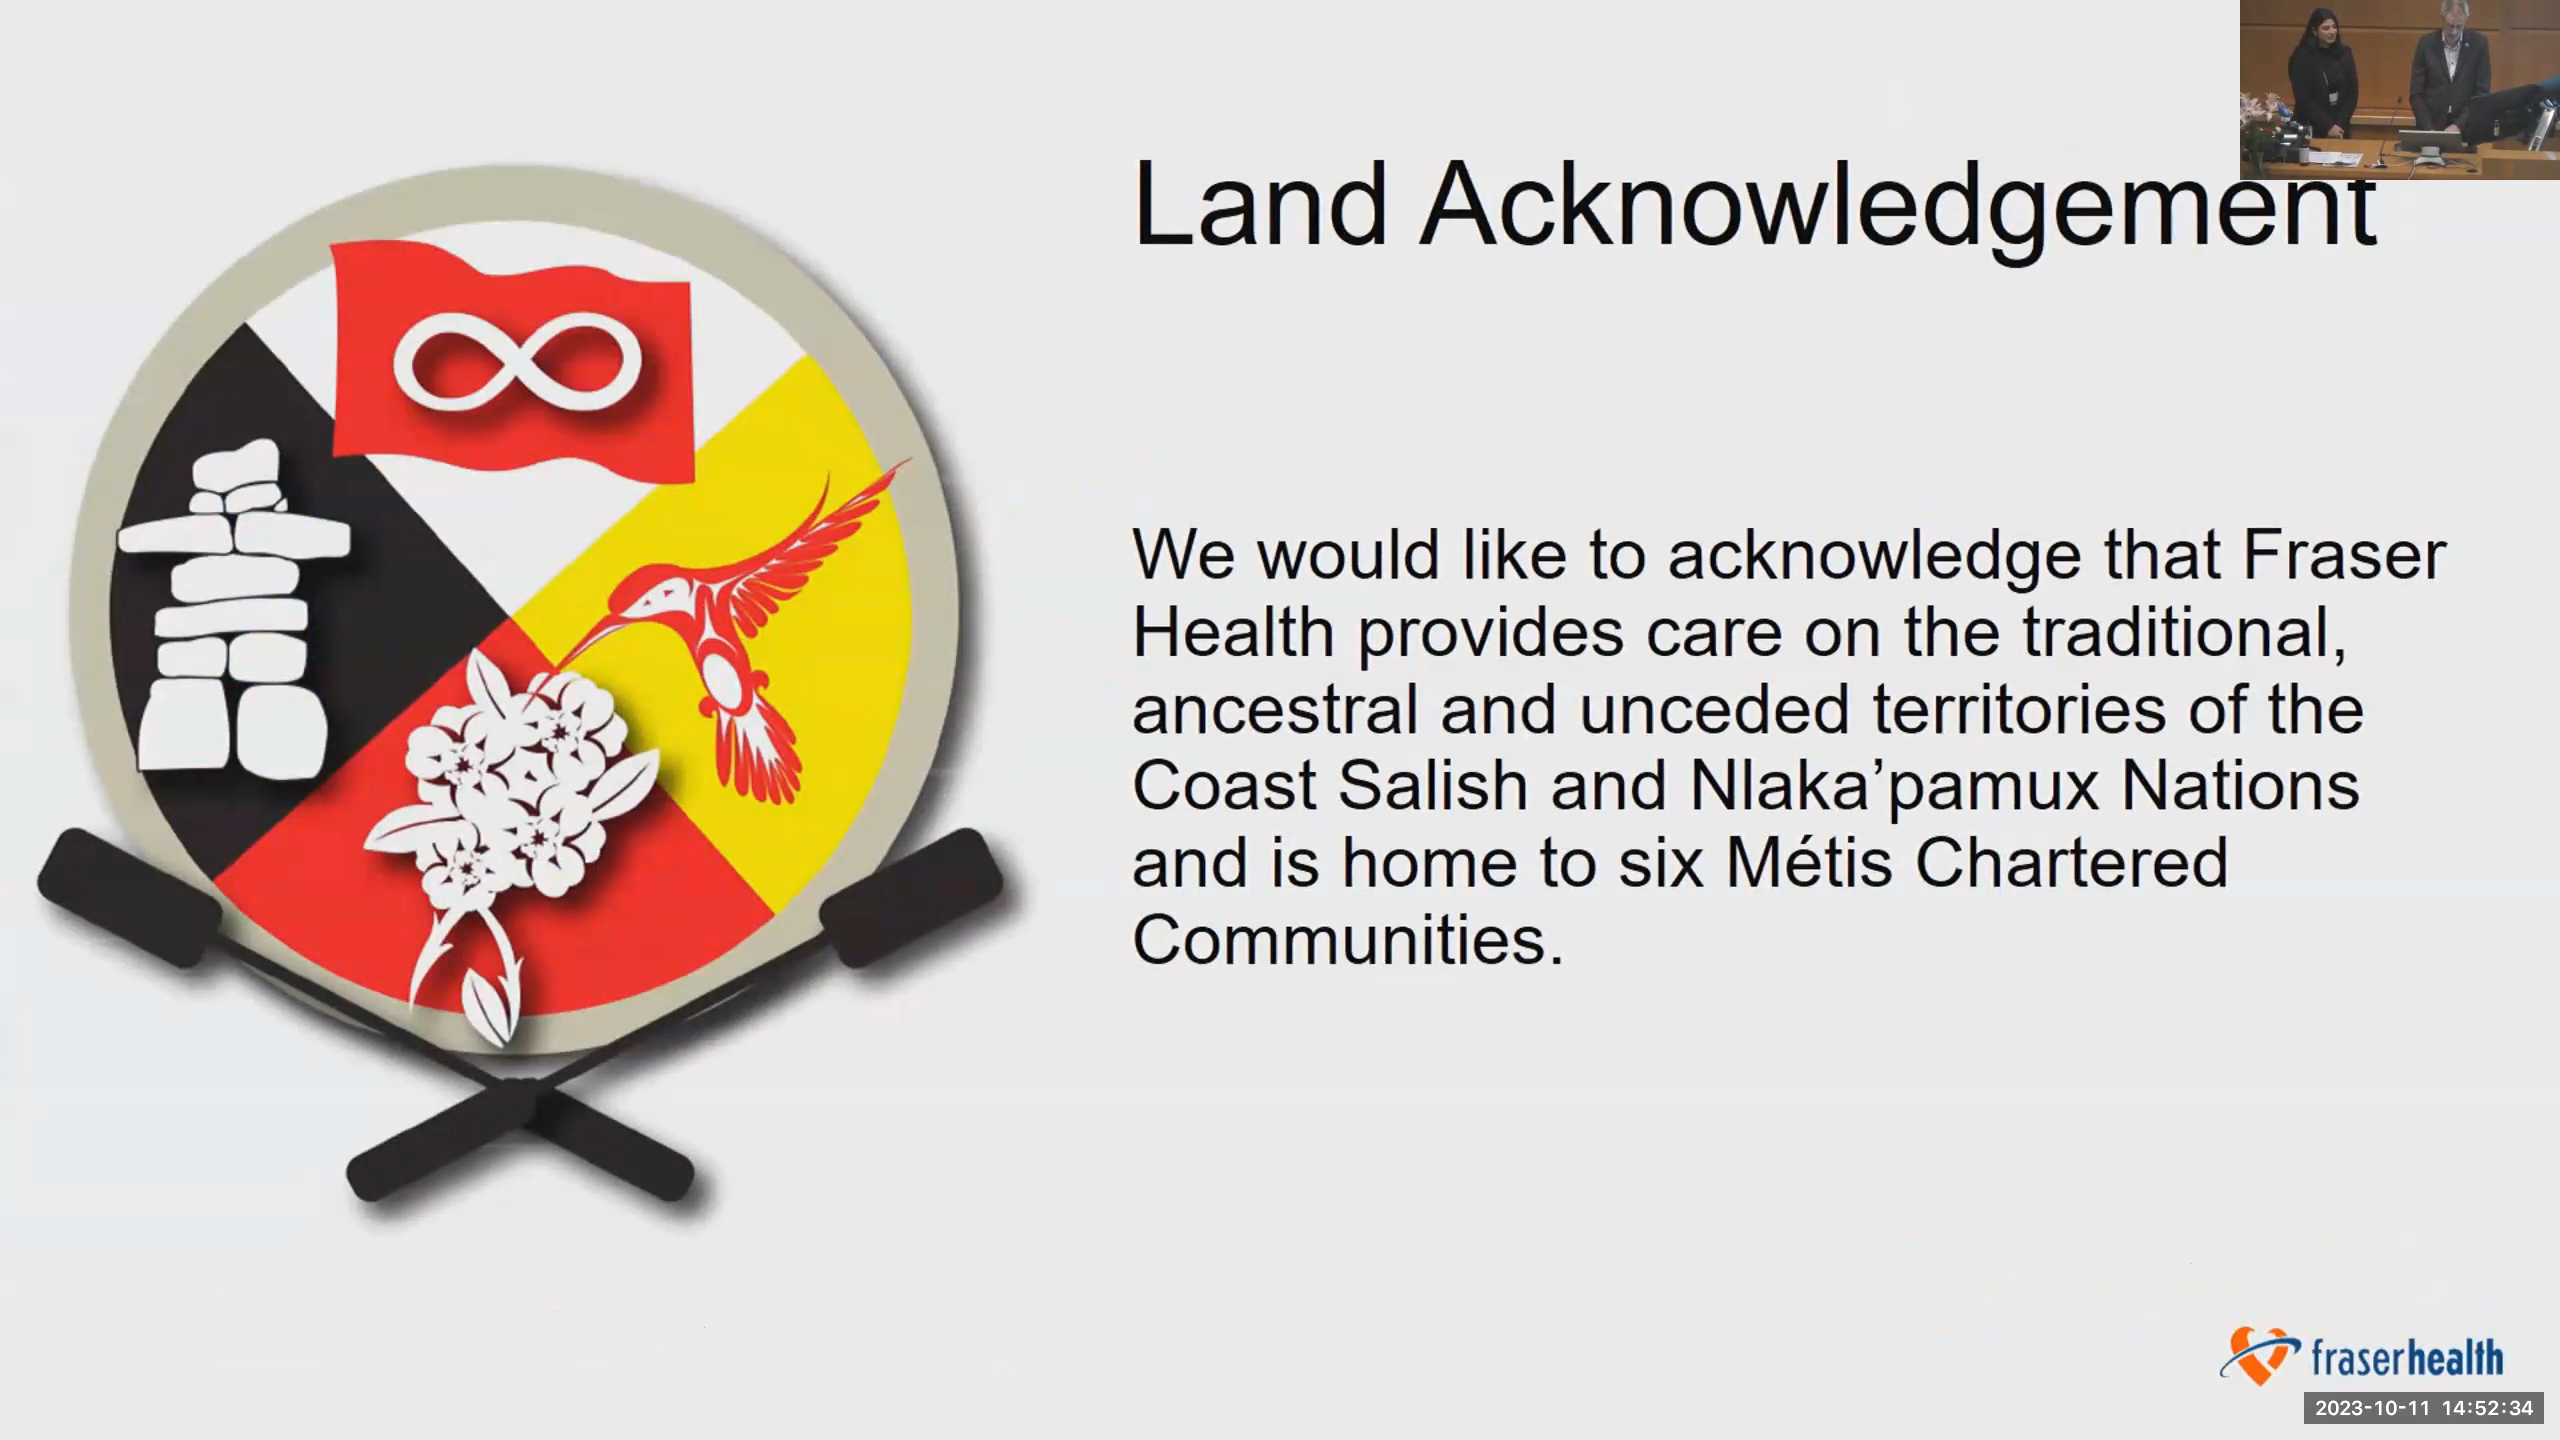 Land Acknowledgement
We would like to acknowledge that Fraser
Health provides care on the traditional,
ancestral and unceded territories of the
Coast Salish and Nlaka’pamux Nations
and is home to six Métis Chartered
Communities.
fraserhealth
2023-10-11 14:52:34